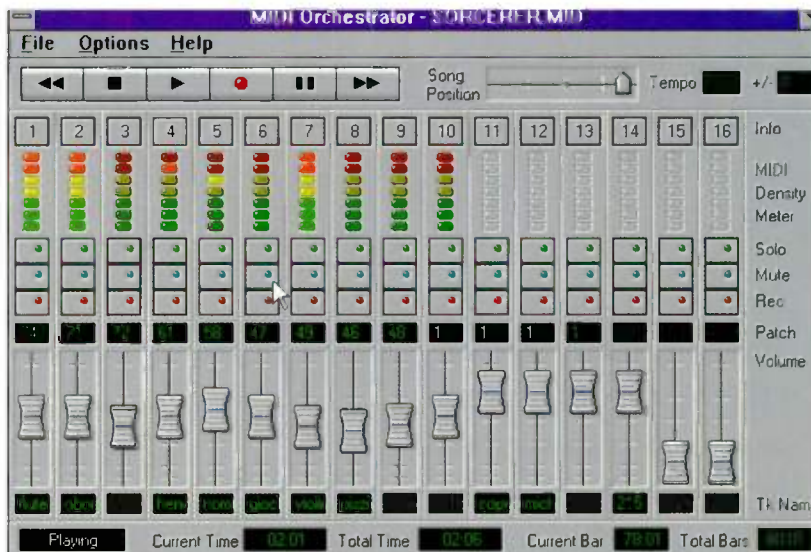 MIDI Orchestrator - SORCERER.MID
File Options Help
Song Position Tempo +/-
1 2 3 4 5 6 7 8 9 10 11 12 13 14 15 16 Info
MIDI
Density
Meter
Solo
Mute
Rec
71 47 49 46 48 1 1 1 Patch
Volume
flute oboe horn
Playing Current Time 02:01 Total Time 02:06 Current Bar 78:01 Total Bars